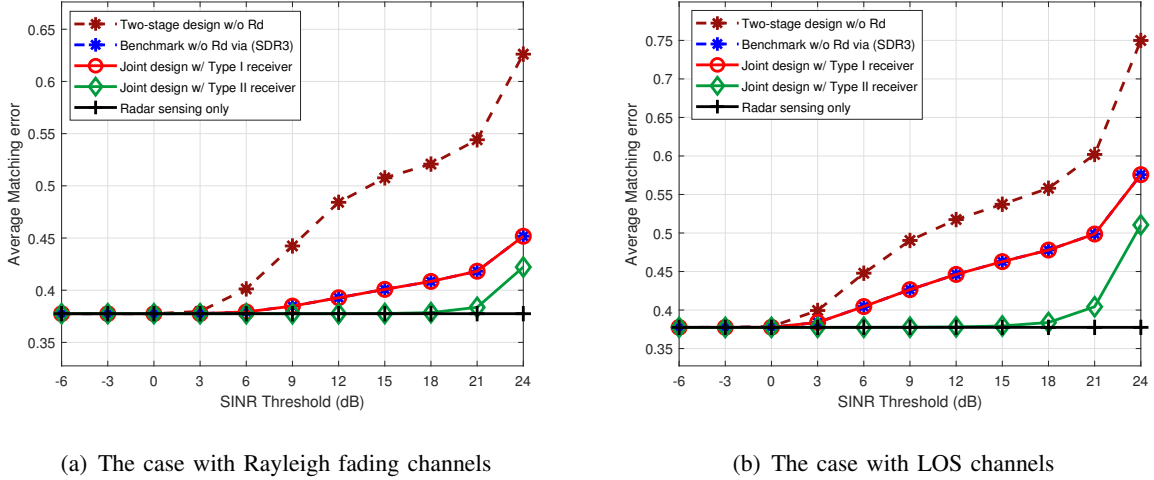 Two-stage design w/o Rd
Benchmark w/o Rd via (SDR3)
Joint design w/ Type I receiver
Joint design w/ Type II receiver
Radar sensing only
0.65
0.6
0.55
0.5
0.45
0.4
0.35
Average Matching error
-6 -3 0 3 6 9 12 15 18 21 24
SINR Threshold (dB)
(a) The case with Rayleigh fading channels
Two-stage design w/o Rd
Benchmark w/o Rd via (SDR3)
Joint design w/ Type I receiver
Joint design w/ Type II receiver
Radar sensing only
0.75
0.7
0.65
0.6
0.55
0.5
0.45
0.4
0.35
Average Matching error
-6 -3 0 3 6 9 12 15 18 21 24
SINR Threshold (dB)
(b) The case with LOS channels